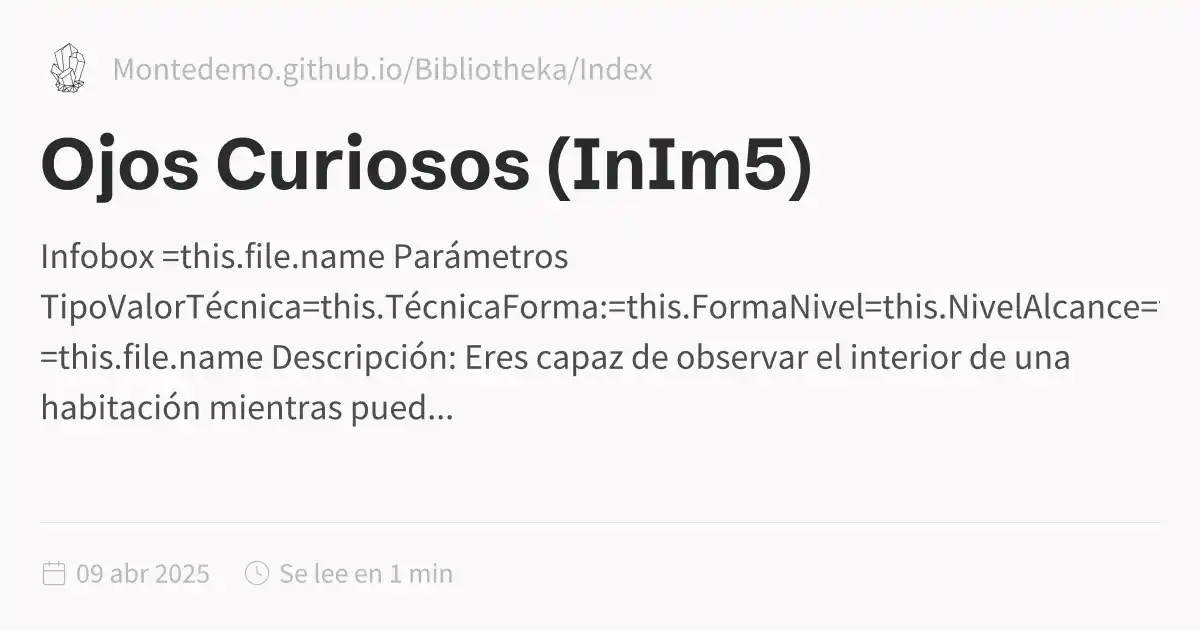 Montedemo.github.io/Bibliotheka/Index
Ojos Curiosos (InIm5)
Infobox =this.file.name Parámetros
TipoValorTécnica=this.TécnicaForma:=this.FormaNivel=this.NivelAlcance=
=this.file.name Descripción: Eres capaz de observar el interior de una
habitación mientras pued...
09 abr 2025 Se lee en 1 min